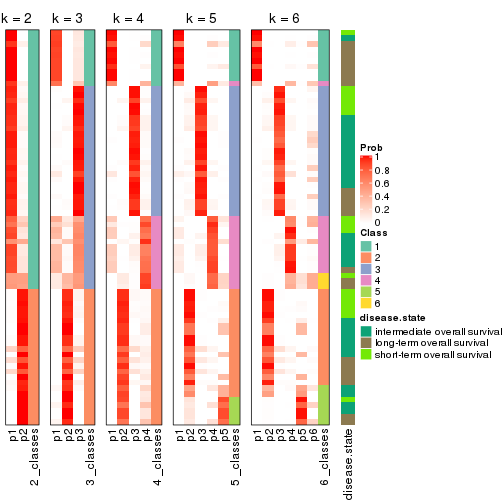 k = 2
k = 3
k = 4
k = 5
k = 6
Prob
1
0.8
0.6
0.4
0.2
0
Class
1
2
3
4
5
6
disease.state
intermediate overall survival
long-term overall survival
short-term overall survival
p1
p2
2_classes
p1
p2
p3
3_classes
p1
p2
p3
p4
4_classes
p1
p2
p3
p4
p5
5_classes
p1
p2
p3
p4
p5
p6
6_classes
disease.state